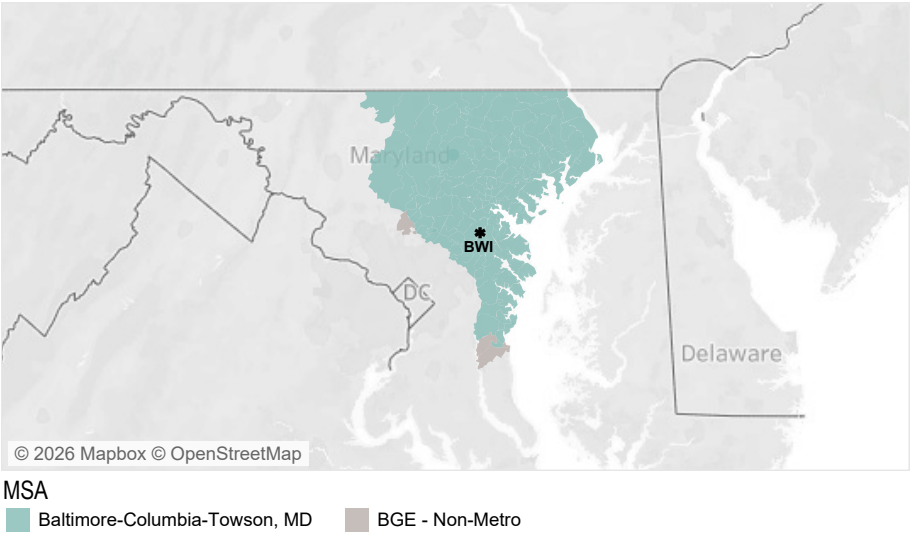 Maryland
✱
BWI
DC
Delaware
© 2026 Mapbox © OpenStreetMap
MSA
Baltimore-Columbia-Towson, MD
BGE - Non-Metro